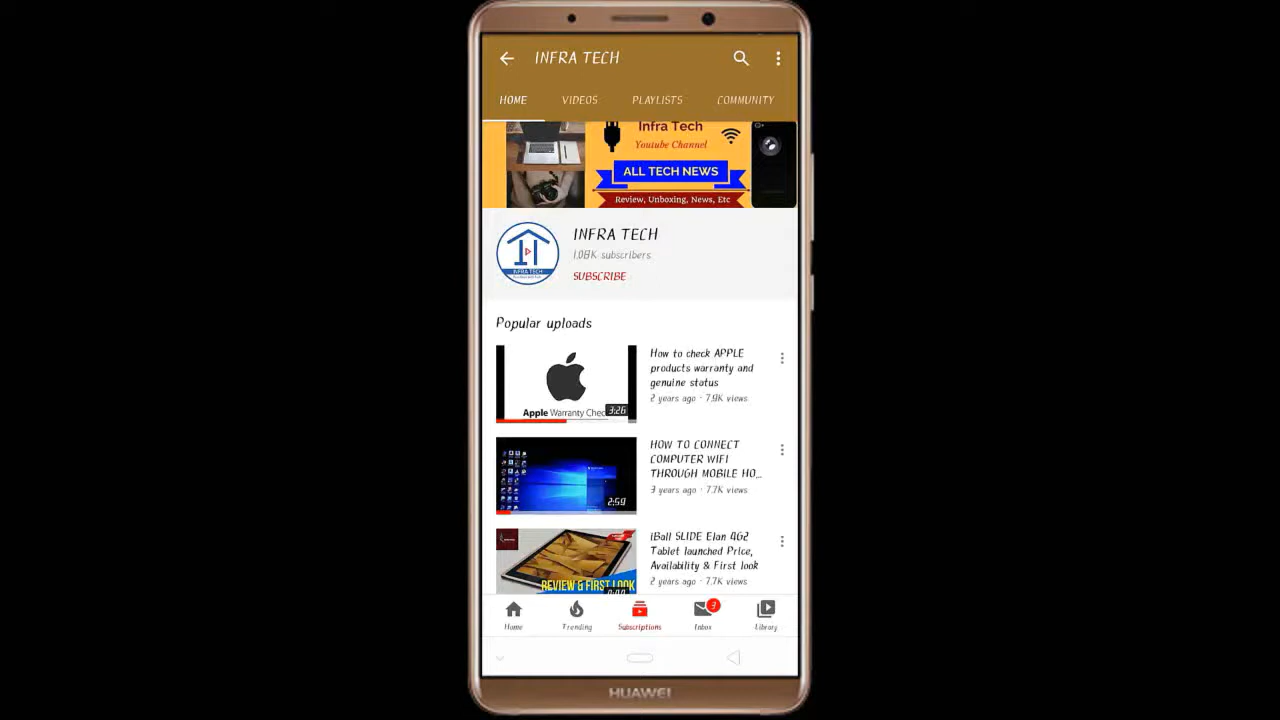 INFRA TECH
HOME VIDEOS PLAYLISTS COMMUNITY
Infra Tech
Youtube Channel
ALL TECH NEWS
Review, Unboxing, News, Etc
INFRA TECH
1.08K subscribers
SUBSCRIBE
INFRA TECH
Popular uploads
How to check APPLE
products warranty and
genuine status
2 years ago · 7.9K views
Apple Warranty Chec
3:26
HOW TO CONNECT
COMPUTER WIFI
THROUGH MOBILE HO...
3 years ago · 7.7K views
2:59
iBall SLIDE Elan 4G2
Tablet launched Price,
Availability & First look
2 years ago · 7.7K views
REVIEW & FIRST LOOK
3
Home Trending Subscriptions Inbox Library
HUAWEI